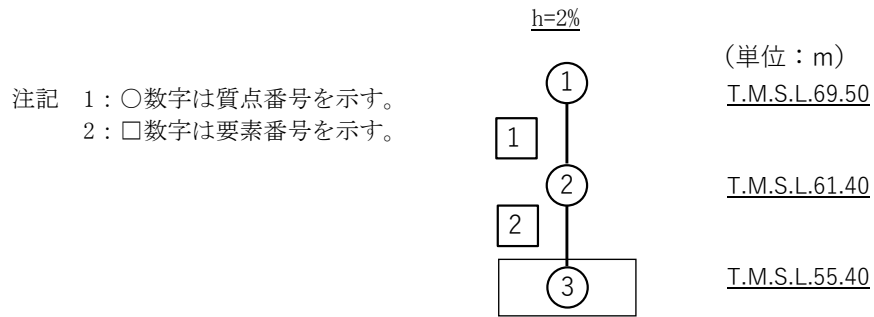 h=2%
(単位：m)
注記　1：○数字は質点番号を示す。
2：□数字は要素番号を示す。
1
T.M.S.L.69.50
1
2
T.M.S.L.61.40
2
3
T.M.S.L.55.40